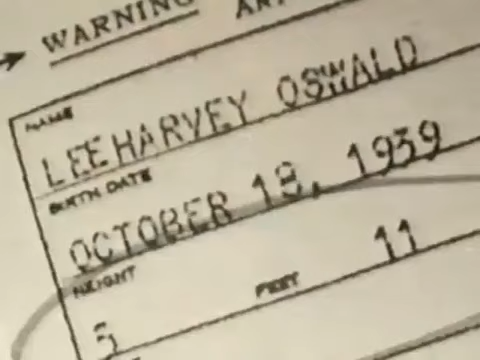 WARNING
NAME
LEE HARVEY OSWALD
BIRTH DATE
OCTOBER 18, 1939
HEIGHT
5 FEET 11